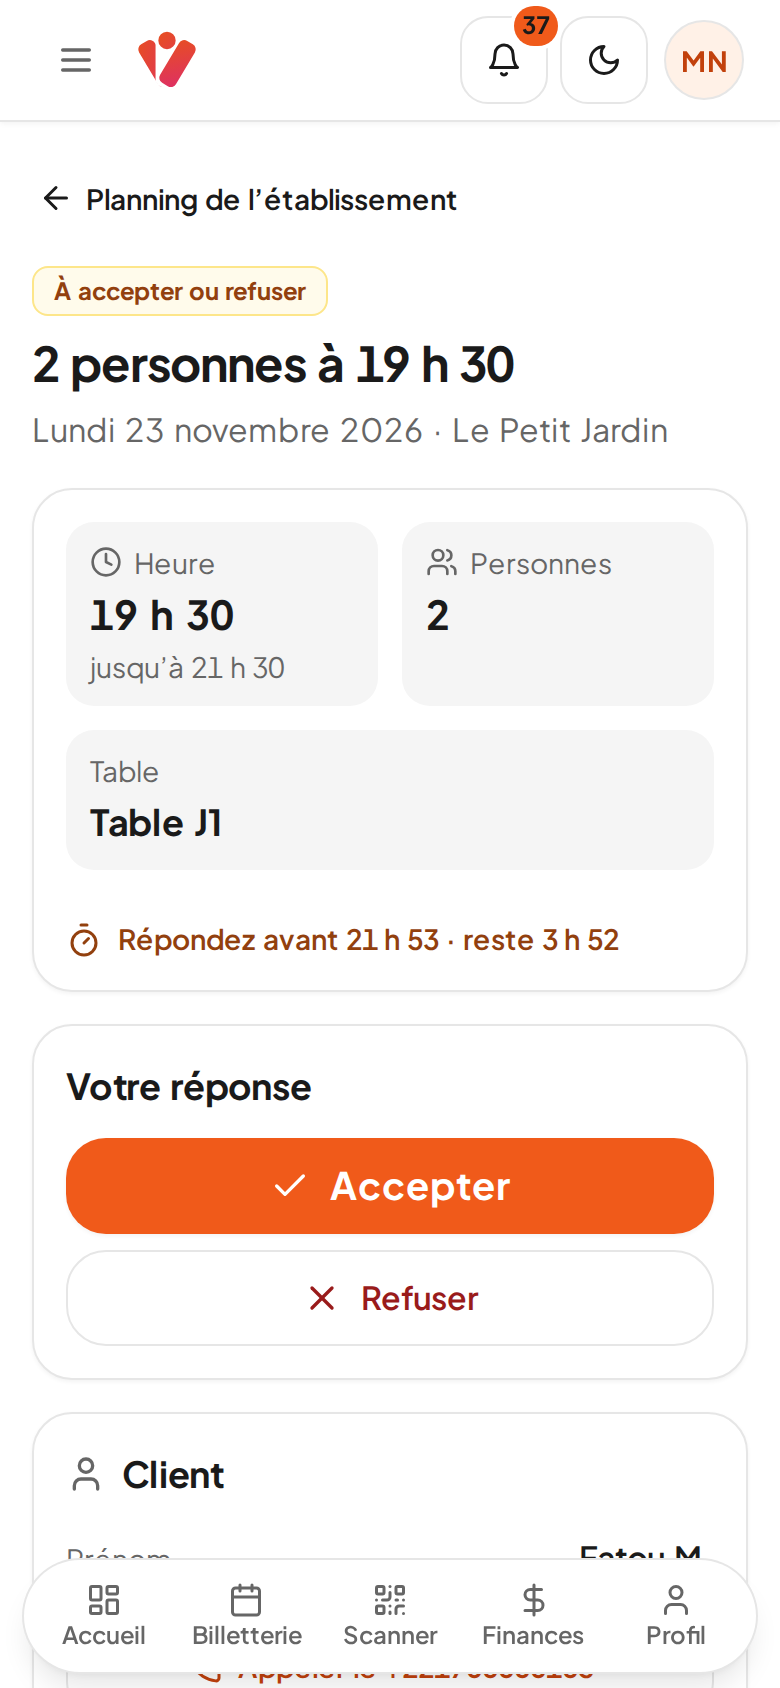 37
MN
Planning de l’établissement
À accepter ou refuser
2 personnes à 19 h 30
Lundi 23 novembre 2026 · Le Petit Jardin
Heure
19 h 30
jusqu’à 21 h 30
Personnes
2
Table
Table J1
Répondez avant 21 h 53 · reste 3 h 52
Votre réponse
Accepter
Refuser
Client
Prénom
Fatou M.
Accueil
Billetterie
Scanner
Finances
Profil